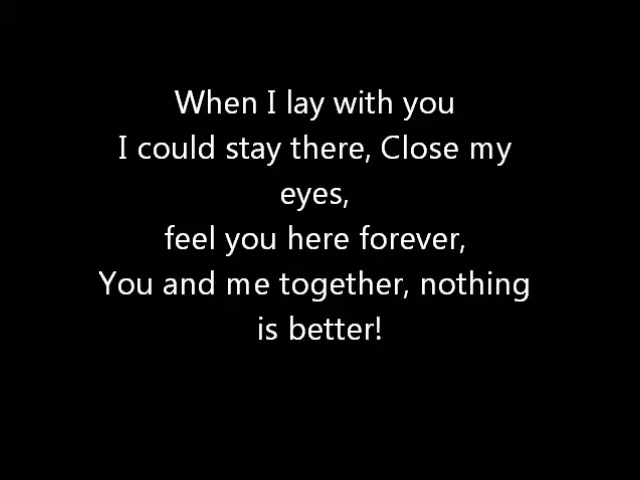 When I lay with you
I could stay there, Close my
eyes,
feel you here forever,
You and me together, nothing
is better!